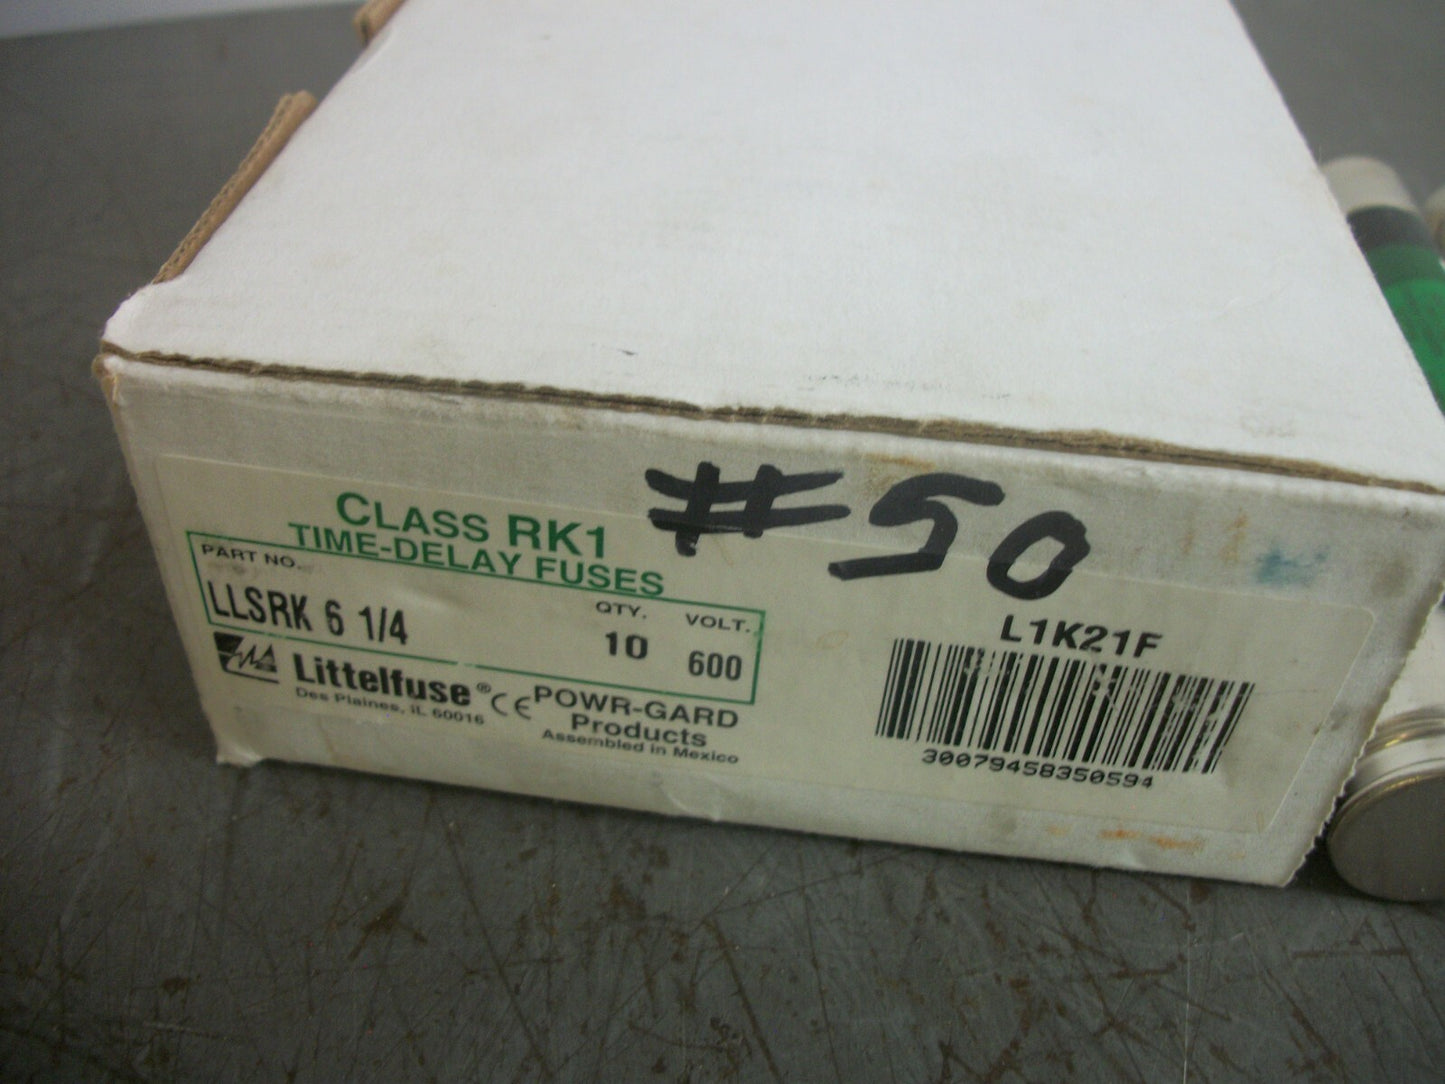 #50
CLASS RK1
TIME-DELAY FUSES
PART NO. QTY. VOLT.
LLSRK 6 1/4 10 600
Littelfuse® CE POWR-GARD
Des Plaines, IL 60016 Products
Assembled in Mexico
L1K21F
30079458350594